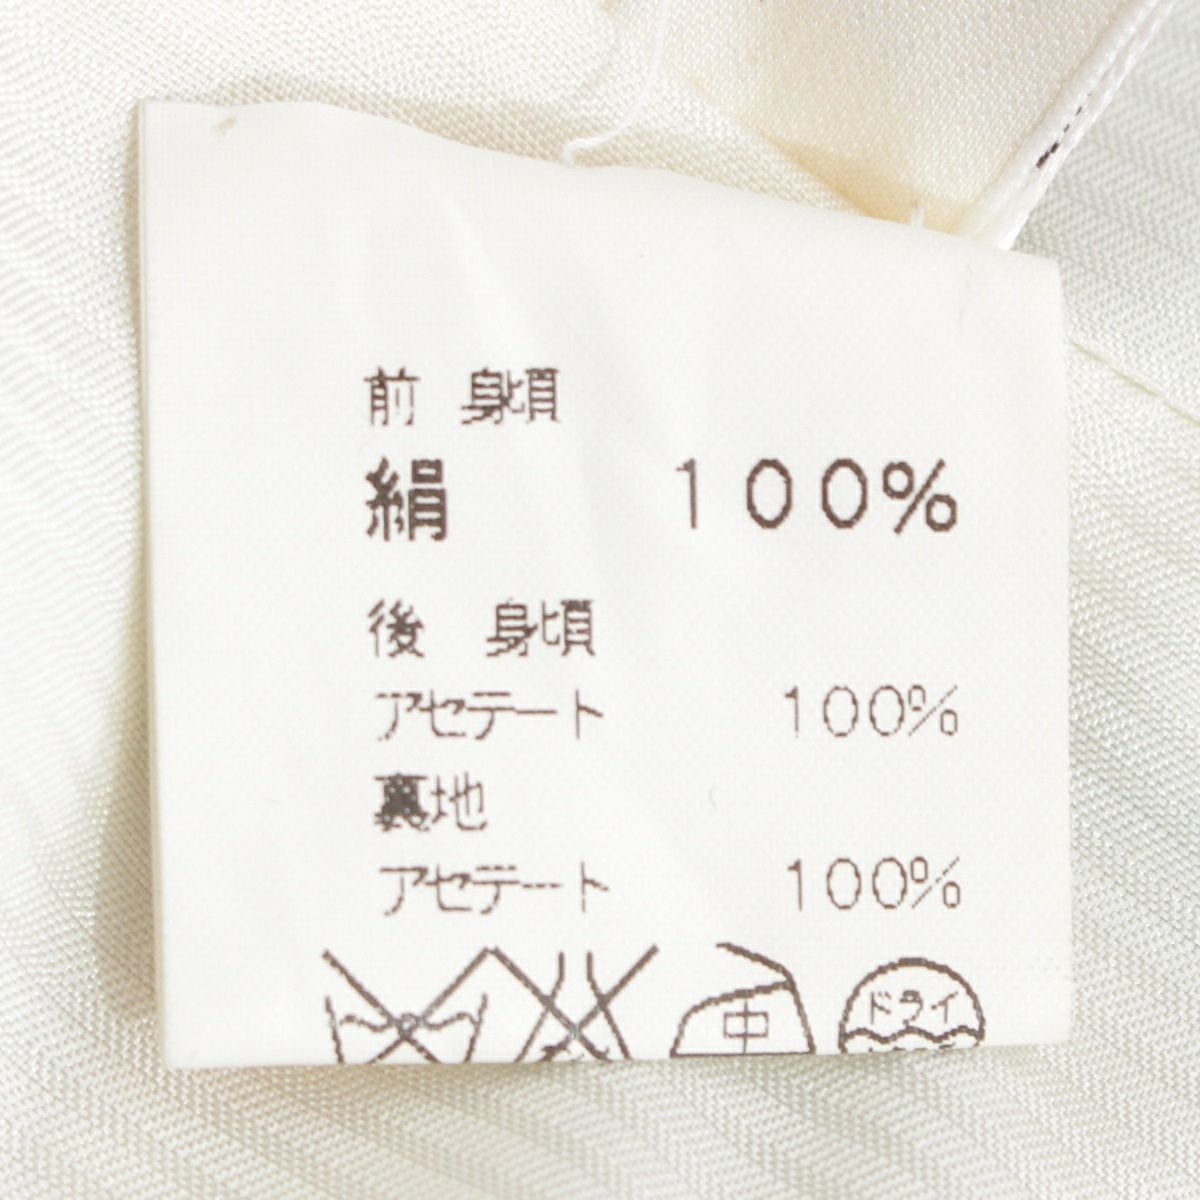 前 身頃
絹 100%
後 身頃
アセテート 100%
裏地
アセテート 100%
中 ドライ